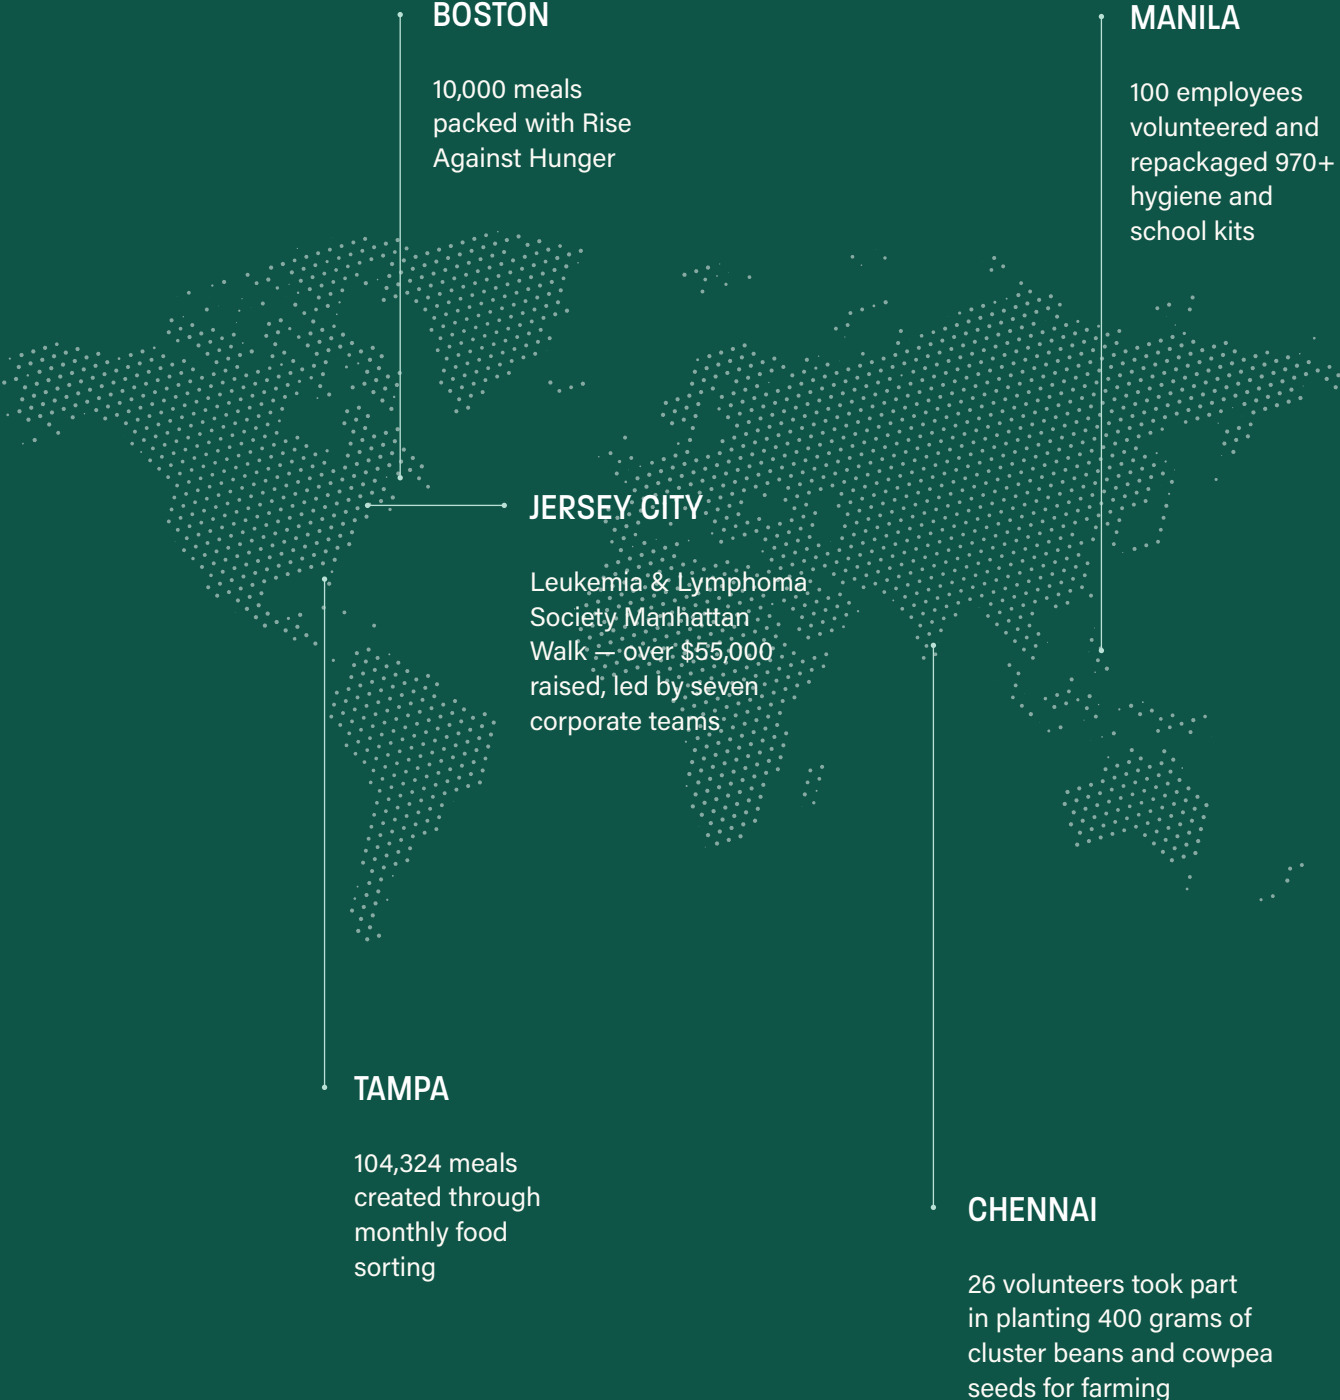 BOSTON
10,000 meals
packed with Rise
Against Hunger
MANILA
100 employees
volunteered and
repackaged 970+
hygiene and
school kits
JERSEY CITY
Leukemia & Lymphoma
Society Manhattan
Walk — over $55,000
raised, led by seven
corporate teams
TAMPA
104,324 meals
created through
monthly food
sorting
CHENNAI
26 volunteers took part
in planting 400 grams of
cluster beans and cowpea
seeds for farming